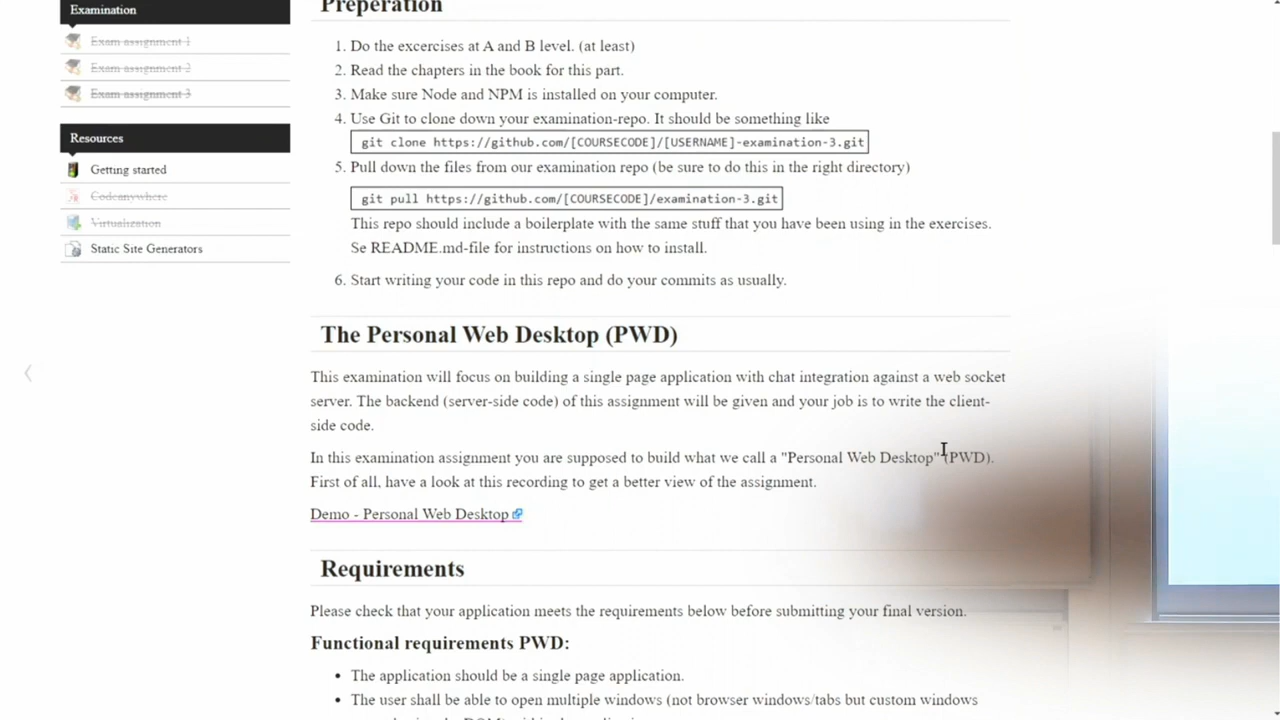 Examination
Exam assignment 1
Exam assignment 2
Exam assignment 3
Resources
Getting started
Codeanywhere
Virtualization
Static Site Generators
Preperation
1. Do the excercises at A and B level. (at least)
2. Read the chapters in the book for this part.
3. Make sure Node and NPM is installed on your computer.
4. Use Git to clone down your examination-repo. It should be something like
git clone https://github.com/[COURSECODE]/[USERNAME]-examination-3.git
5. Pull down the files from our examination repo (be sure to do this in the right directory)
git pull https://github.com/[COURSECODE]/examination-3.git
This repo should include a boilerplate with the same stuff that you have been using in the exercises.
Se README.md-file for instructions on how to install.
6. Start writing your code in this repo and do your commits as usually.
The Personal Web Desktop (PWD)
This examination will focus on building a single page application with chat integration against a web socket
server. The backend (server-side code) of this assignment will be given and your job is to write the client-
side code.
In this examination assignment you are supposed to build what we call a "Personal Web Desktop" (PWD).
First of all, have a look at this recording to get a better view of the assignment.
Demo - Personal Web Desktop
Requirements
Please check that your application meets the requirements below before submitting your final version.
Functional requirements PWD:
• The application should be a single page application.
• The user shall be able to open multiple windows (not browser windows/tabs but custom windows